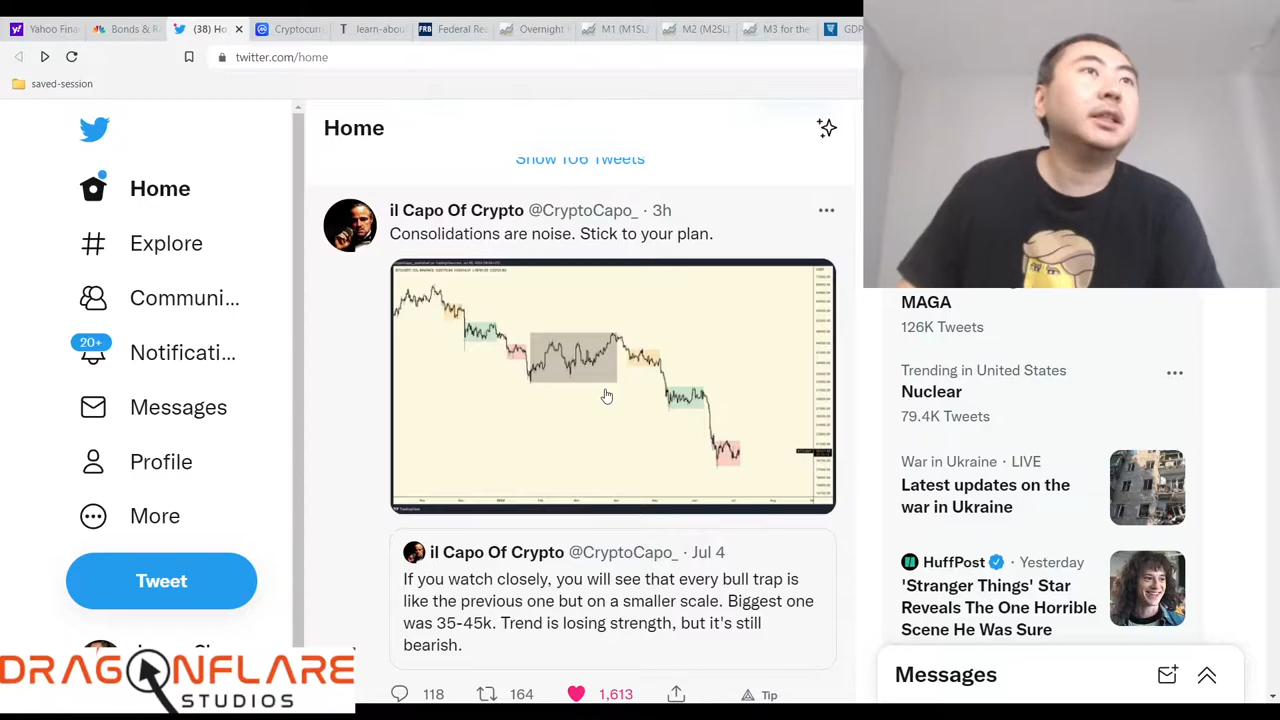 Yahoo Fina
Bonds & R
(38) Ho
Cryptocur
learn-abou
FRB
Federal Re
Overnight
M1 (M1SL)
M2 (M2SL)
M3 for the
GDP
twitter.com/home
saved-session
Home
Explore
Communi...
20+
Notificati...
Messages
Profile
More
Tweet
DRAGONFLARE
STUDIOS
Home
Show 106 Tweets
il Capo Of Crypto @CryptoCapo_ · 3h
Consolidations are noise. Stick to your plan.
TradingView
il Capo Of Crypto @CryptoCapo_ · Jul 4
If you watch closely, you will see that every bull trap is
like the previous one but on a smaller scale. Biggest one
was 35-45k. Trend is losing strength, but it's still
bearish.
118
164
1,613
Tip
MAGA
126K Tweets
Trending in United States
Nuclear
79.4K Tweets
War in Ukraine · LIVE
Latest updates on the
war in Ukraine
HuffPost · Yesterday
'Stranger Things' Star
Reveals The One Horrible
Scene He Was Sure
Messages